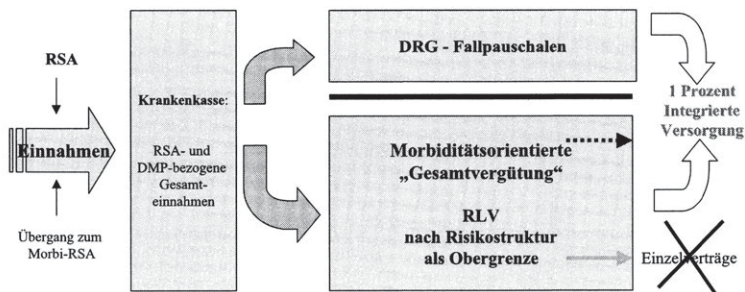 RSA
Einnahmen
Übergang zum
Morbi-RSA
Krankenkasse:
RSA- und
DMP-bezogene
Gesamt-
einnahmen
DRG - Fallpauschalen
Morbiditätsorientierte
„Gesamtvergütung“
RLV
nach Risikostruktur
als Obergrenze
1 Prozent
Integrierte
Versorgung
Einzelverträge